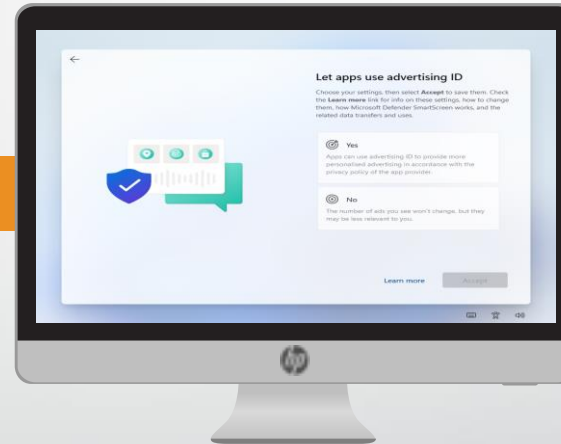 Let apps use advertising ID
Choose your settings, then select Accept to save them. Check
the Learn more link for info on these settings, how to change
them, how Microsoft Defender SmartScreen works, and the
related data transfers and uses.
Yes
Apps can use advertising ID to provide more
personalised advertising in accordance with the
privacy policy of the app provider.
No
The number of ads you see won't change, but they
may be less relevant to you.
Learn more
Accept
hp